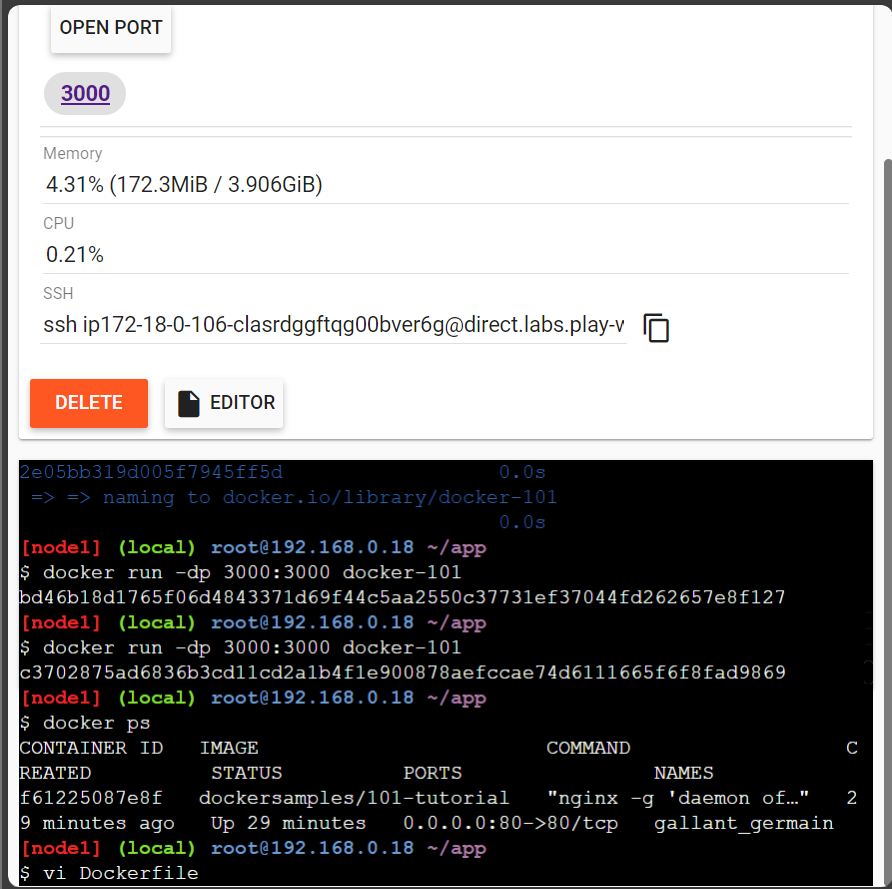 OPEN PORT
3000
Memory
4.31% (172.3MiB / 3.906GiB)
CPU
0.21%
SSH
ssh ip172-18-0-106-clasrdggftqg00bver6g@direct.labs.play-w
DELETE
EDITOR
2e05bb319d005f7945ff5d 0.0s
=> => naming to docker.io/library/docker-101
0.0s
[node1] (local) root@192.168.0.18 ~/app
$ docker run -dp 3000:3000 docker-101
bd46b18d1765f06d4843371d69f44c5aa2550c37731ef37044fd262657e8f127
[node1] (local) root@192.168.0.18 ~/app
$ docker run -dp 3000:3000 docker-101
c3702875ad6836b3cd11cd2a1b4f1e900878aefccae74d6111665f6f8fad9869
[node1] (local) root@192.168.0.18 ~/app
$ docker ps
CONTAINER ID IMAGE COMMAND C
REATED STATUS PORTS NAMES
f61225087e8f dockersamples/101-tutorial "nginx -g 'daemon of…" 2
9 minutes ago Up 29 minutes 0.0.0.0:80->80/tcp gallant_germain
[node1] (local) root@192.168.0.18 ~/app
$ vi Dockerfile